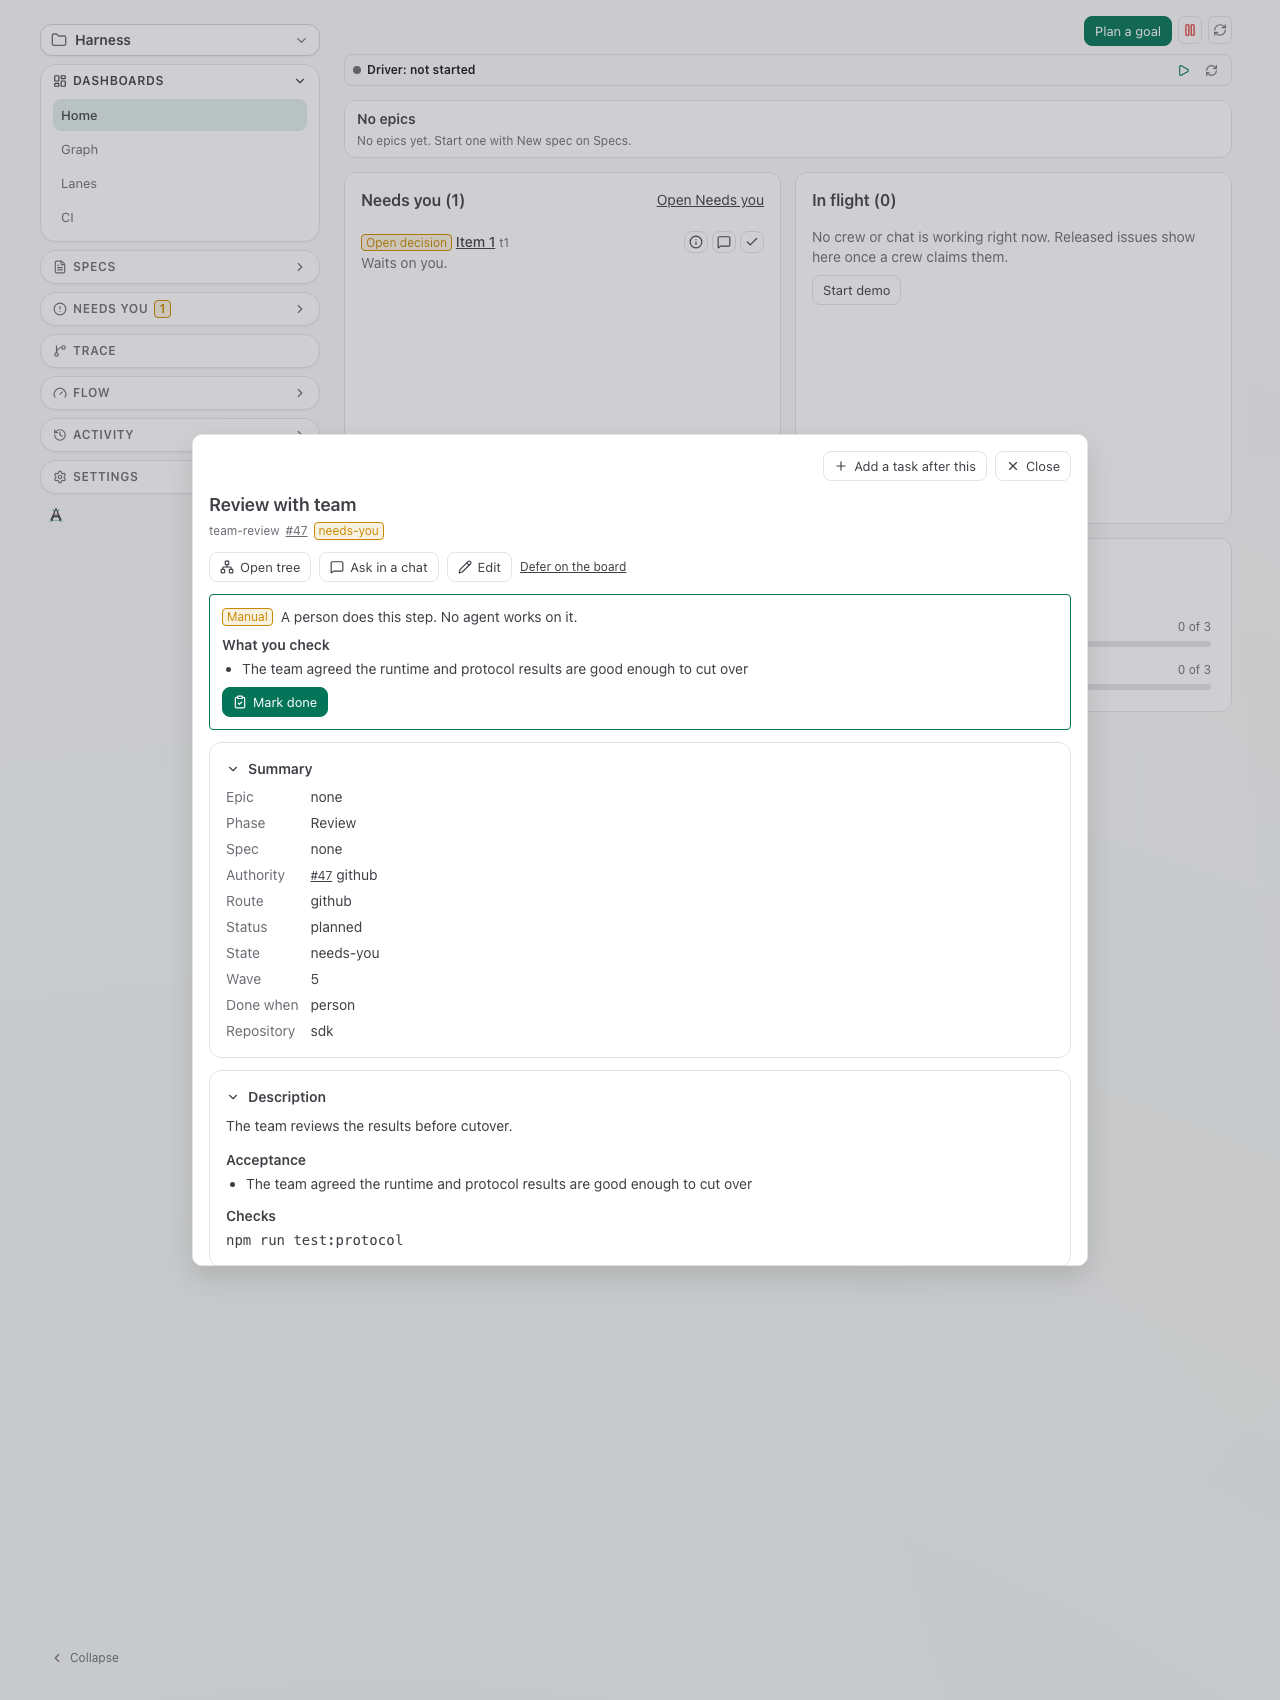 Harness
DASHBOARDS
Home
Graph
Lanes
CI
SPECS
NEEDS YOU 1
TRACE
FLOW
ACTIVITY
SETTINGS
A
Plan a goal
Driver: not started
No epics
No epics yet. Start one with New spec on Specs.
Needs you (1)
Open Needs you
Open decision Item 1 t1
Waits on you.
In flight (0)
No crew or chat is working right now. Released issues show
here once a crew claims them.
Start demo
0 of 3
0 of 3
Add a task after this
Close
Review with team
team-review #47 needs-you
Open tree
Ask in a chat
Edit
Defer on the board
Manual A person does this step. No agent works on it.
What you check
• The team agreed the runtime and protocol results are good enough to cut over
Mark done
Summary
Epic none
Phase Review
Spec none
Authority #47 github
Route github
Status planned
State needs-you
Wave 5
Done when person
Repository sdk
Description
The team reviews the results before cutover.
Acceptance
• The team agreed the runtime and protocol results are good enough to cut over
Checks
npm run test:protocol
Collapse